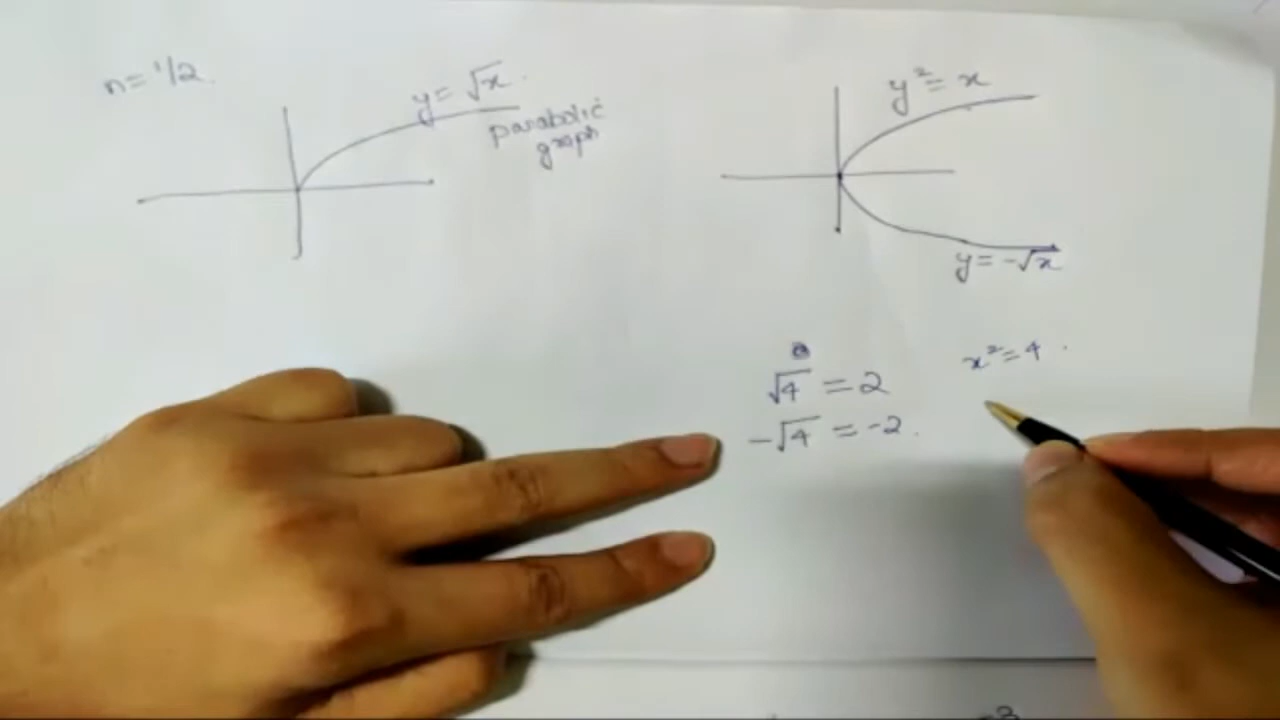 n = 1/2.
y = √x.
parabolic
graph
y² = x
y = -√x
√4 = 2
-√4 = -2.
x² = 4.